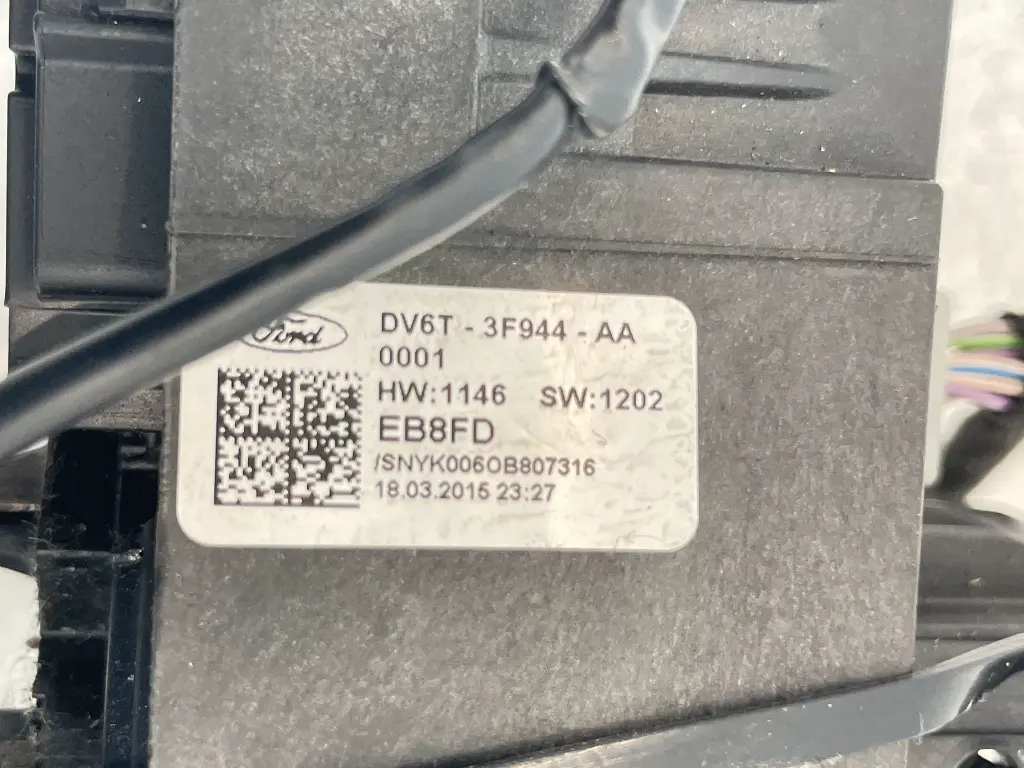 Ford
DV6T - 3F944 - AA
0001
HW:1146 SW:1202
EB8FD
/SNYK006OB807316
18.03.2015 23:27